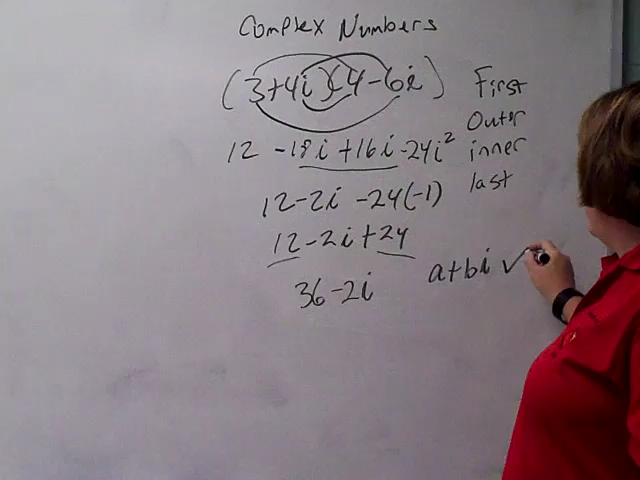 Complex Numbers
(3+4i)(4-6i)
First
Outer
inner
last
12 -18i +16i -24i²
12-2i -24(-1)
12-2i+24
36-2i
a+bi ✓